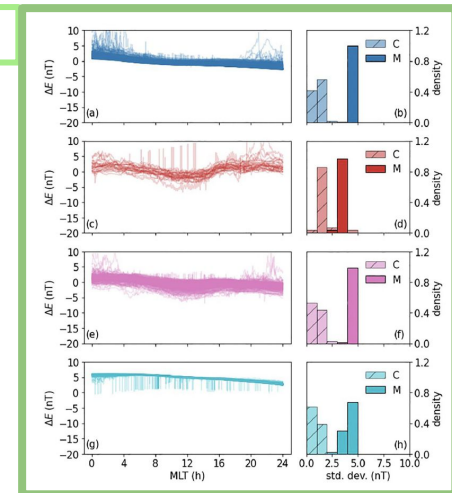 10
5
0
−5
−10
−15
−20
ΔE (nT)
(a)
C
M
(b)
1.2
0.8
0.4
0.0
density
10
5
0
−5
−10
−15
−20
ΔE (nT)
(c)
C
M
(d)
1.2
0.8
0.4
0.0
density
10
5
0
−5
−10
−15
−20
ΔE (nT)
(e)
C
M
(f)
1.2
0.8
0.4
0.0
density
10
5
0
−5
−10
−15
−20
ΔE (nT)
(g)
C
M
(h)
1.2
0.8
0.4
0.0
density
0 4 8 12 16 20 24
MLT (h)
0.0 2.5 5.0 7.5 10.0
std. dev. (nT)